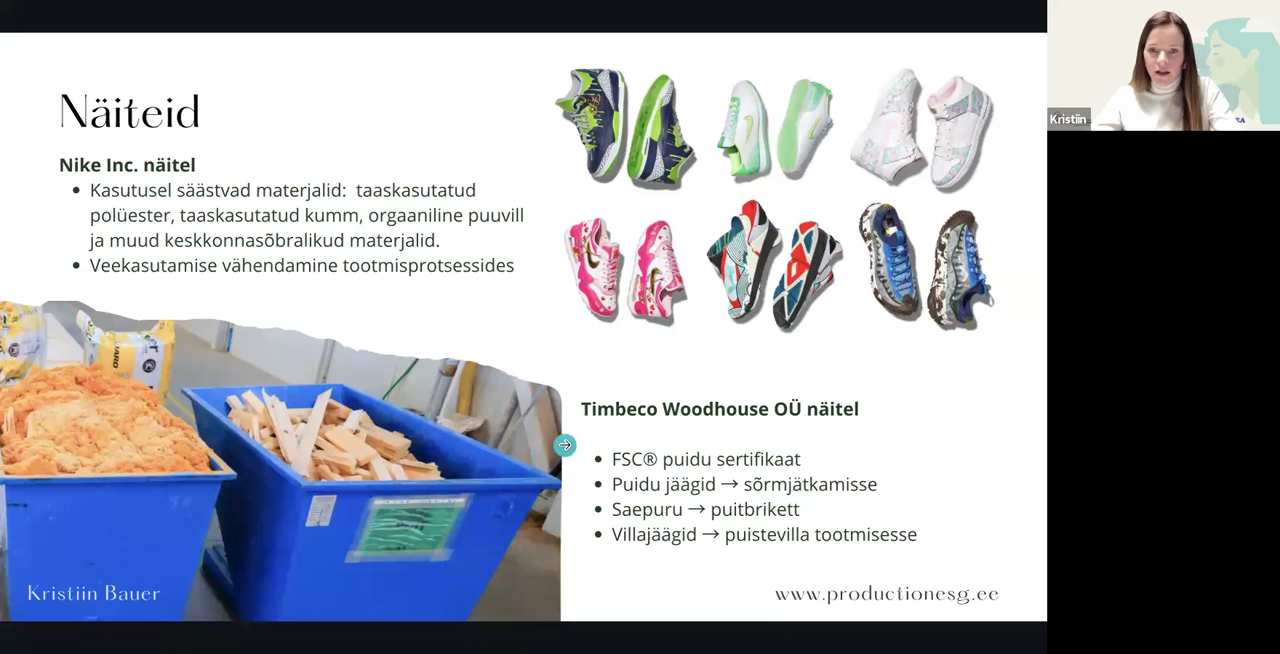 Näiteid
Nike Inc. näitel
Kasutusel säästvad materjalid: taaskasutatud
polüester, taaskasutatud kumm, orgaaniline puuvill
ja muud keskkonnasõbralikud materjalid.
Veekasutamise vähendamine tootmisprotsessides
Timbeco Woodhouse OÜ näitel
FSC® puidu sertifikaat
Puidu jäägid → sõrmjätkamisse
Saepuru → puitbrikett
Villajäägid → puistevilla tootmisesse
Kristiin Bauer
www.productionesg.ee
Kristiin